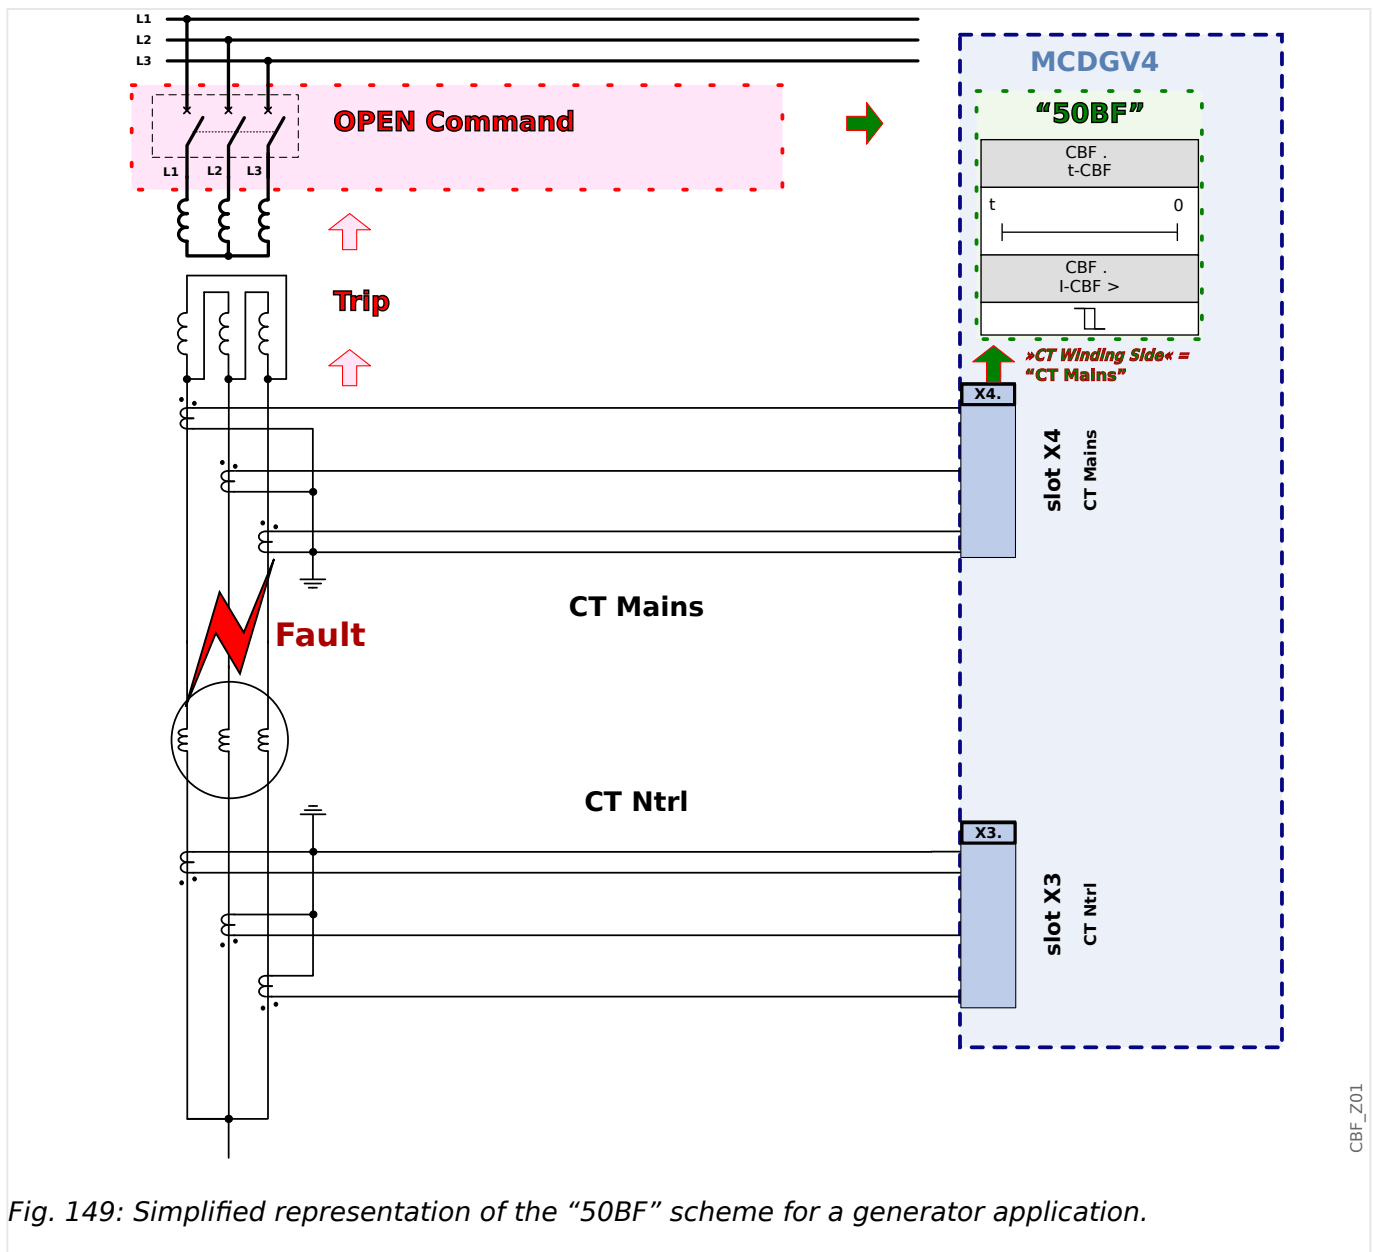 L1
L2
L3
MCDGV4
OPEN Command
“50BF”
CBF .
t-CBF
L1 L2 L3
t 0
CBF .
I-CBF >
Trip
»CT Winding Side« =
“CT Mains”
X4.
slot X4
CT Mains
CT Mains
Fault
CT Ntrl
X3.
slot X3
CT Ntrl
CBF_Z01
Fig. 149: Simplified representation of the “50BF” scheme for a generator application.